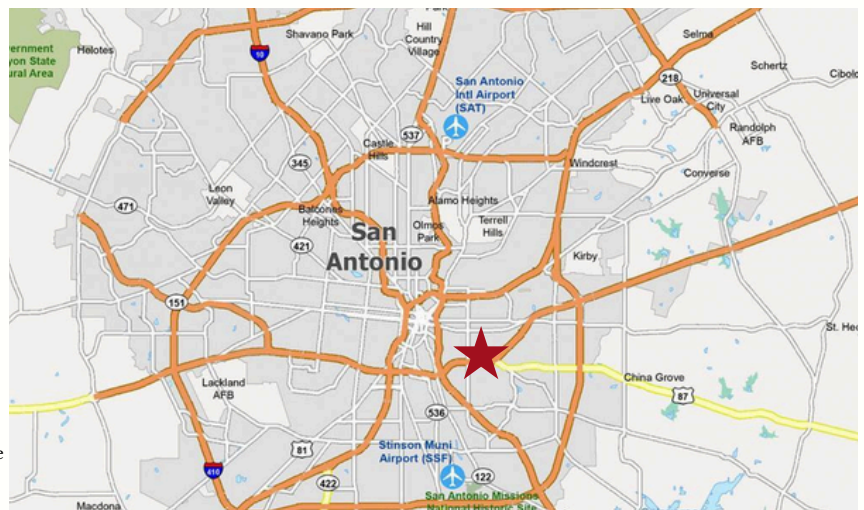 Park
Hill
Country
Village
Shavano Park
Helotes
ernment
yon State
ural Area
10
Selma
Schertz
Cibolo
218
Live Oak
Universal
City
Randolph
AFB
San Antonio
Intl Airport
(SAT)
537
Castle
Hills
345
Windcrest
Converse
Leon
Valley
471
Balcones
Heights
Alamo Heights
Terrell
Hills
Olmos
Park
421
San
Antonio
Kirby
151
St. Hed
China Grove
87
Lackland
AFB
536
81
Stinson Muni
Airport (SSF)
410
422
122
San Antonio Missions
National Historic Site
Macdona
e